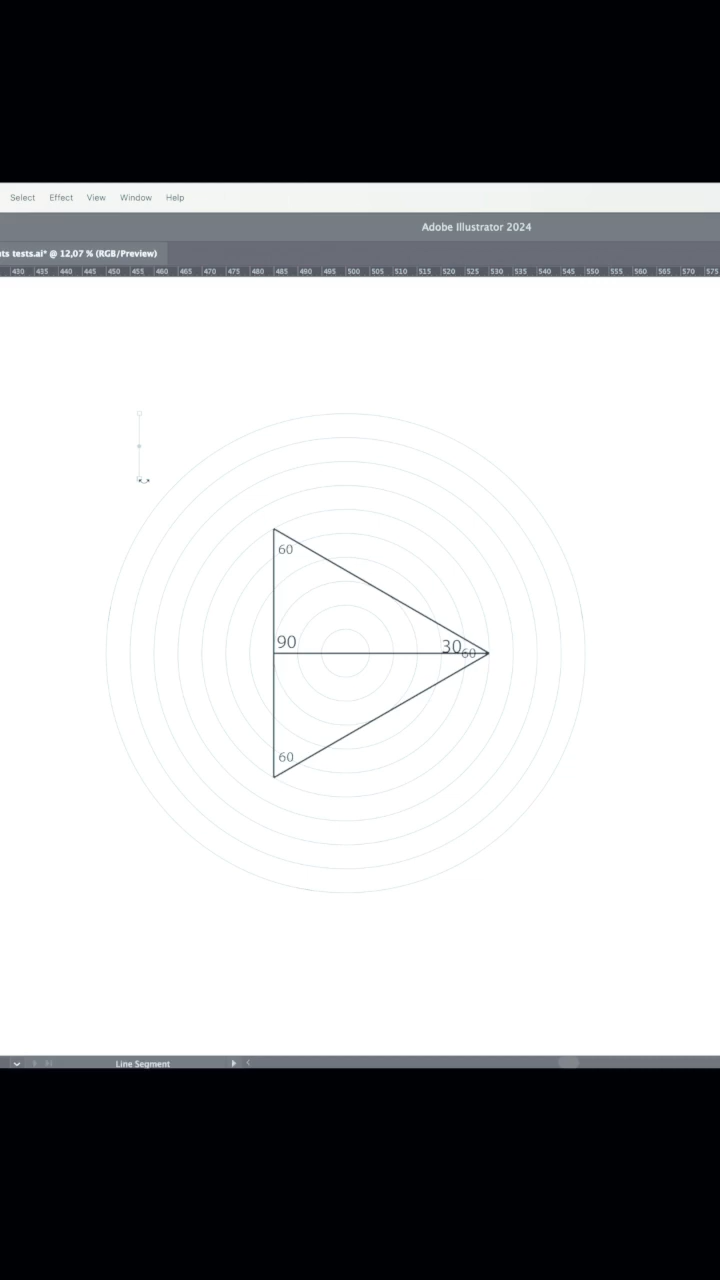 Select Effect View Window Help
Adobe Illustrator 2024
ts tests.ai* @ 12,07 % (RGB/Preview)
430 435 440 445 450 455 460 465 470 475 480 485 490 495 500 505 510 515 520 525 530 535 540 545 550 555 560 565 570 575
60
90 30 60
60
Line Segment